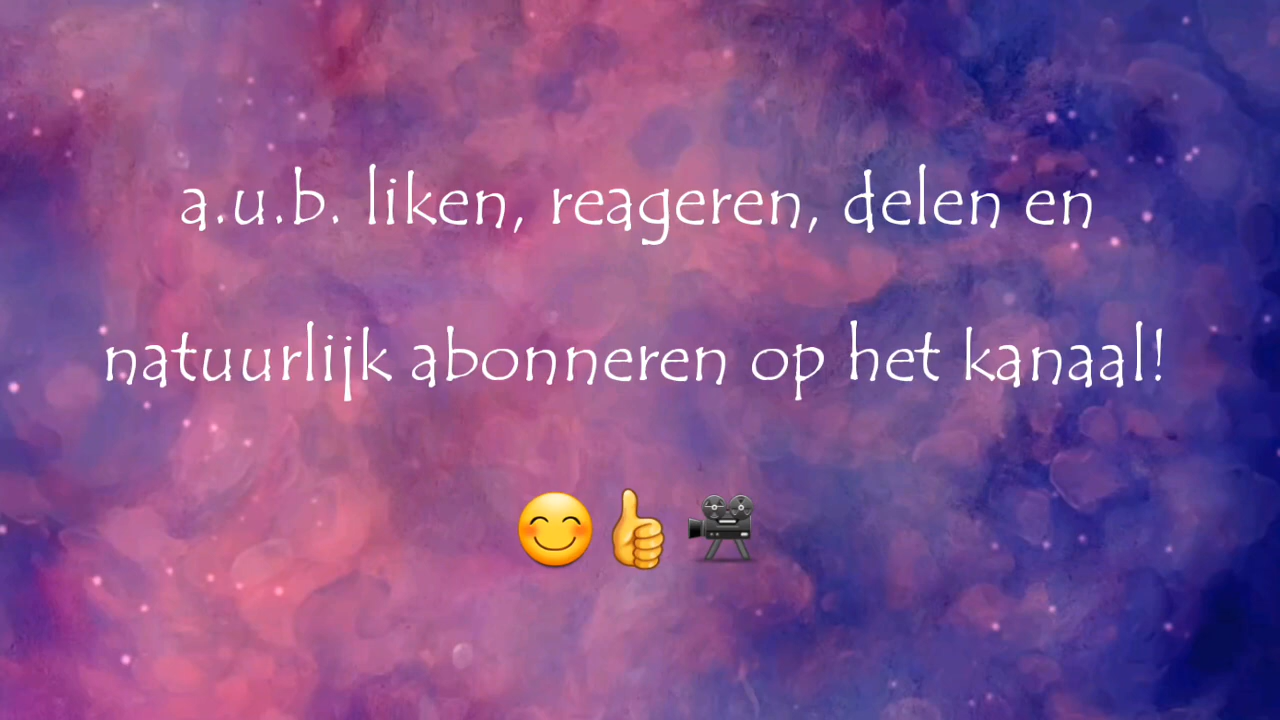 a.u.b. liken, reageren, delen en
natuurlijk abonneren op het kanaal!
😊👍🎥